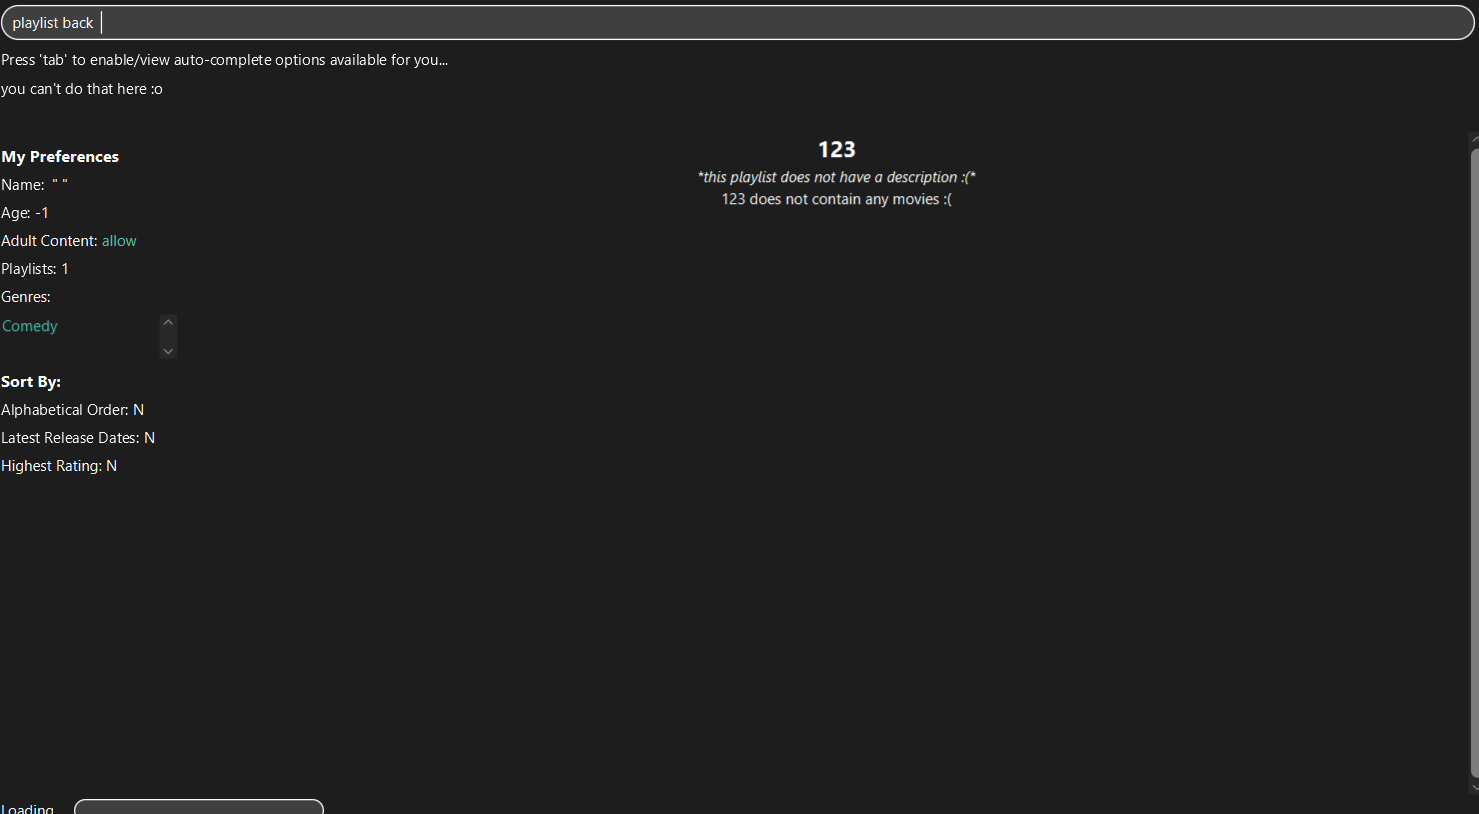 playlist back
Press 'tab' to enable/view auto-complete options available for you...
you can't do that here :o
My Preferences
Name: " "
Age: -1
Adult Content: allow
Playlists: 1
Genres:
Comedy
Sort By:
Alphabetical Order: N
Latest Release Dates: N
Highest Rating: N
123
*this playlist does not have a description :(*
123 does not contain any movies :(
Loading